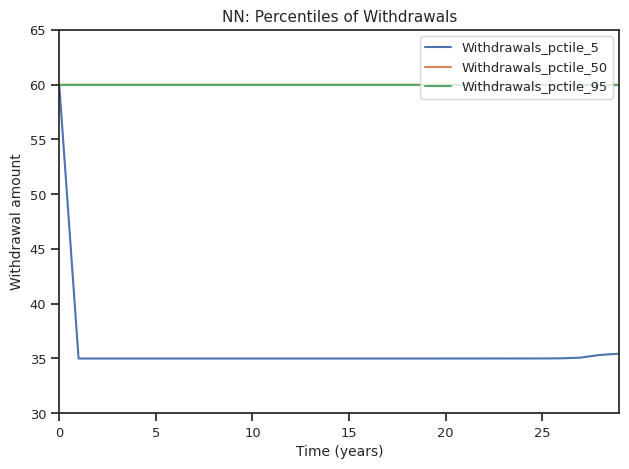 NN: Percentiles of Withdrawals
65
60
55
50
45
40
35
30
Withdrawal amount
Withdrawals_pctile_5
Withdrawals_pctile_50
Withdrawals_pctile_95
0 5 10 15 20 25
Time (years)